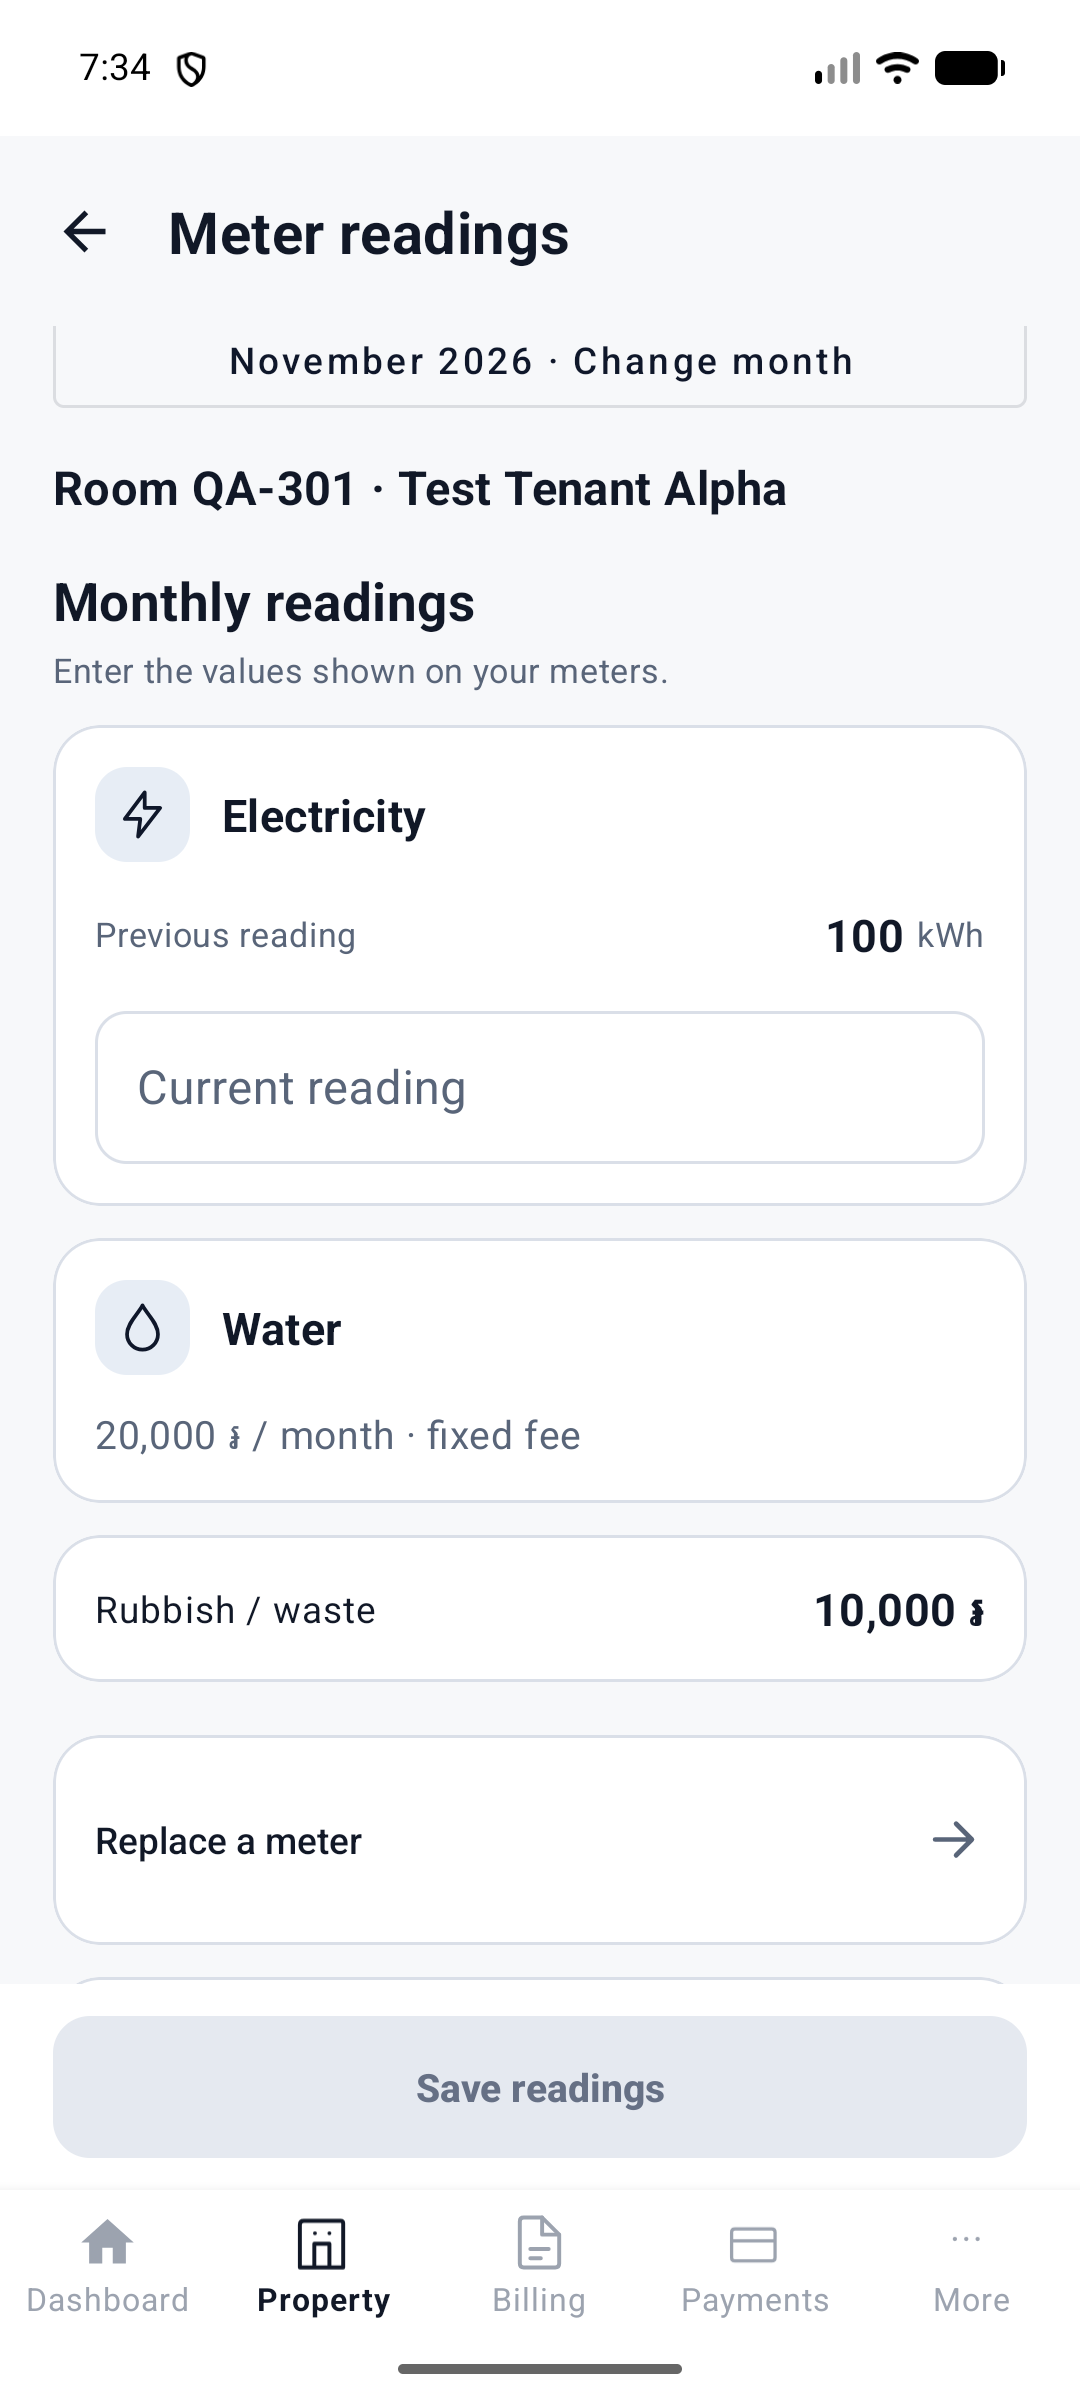 7:34
Meter readings
November 2026 · Change month
Room QA-301 · Test Tenant Alpha
Monthly readings
Enter the values shown on your meters.
Electricity
Previous reading 100 kWh
Current reading
Water
20,000 ៛ / month · fixed fee
Rubbish / waste 10,000 ៛
Replace a meter
Save readings
Dashboard Property Billing Payments More